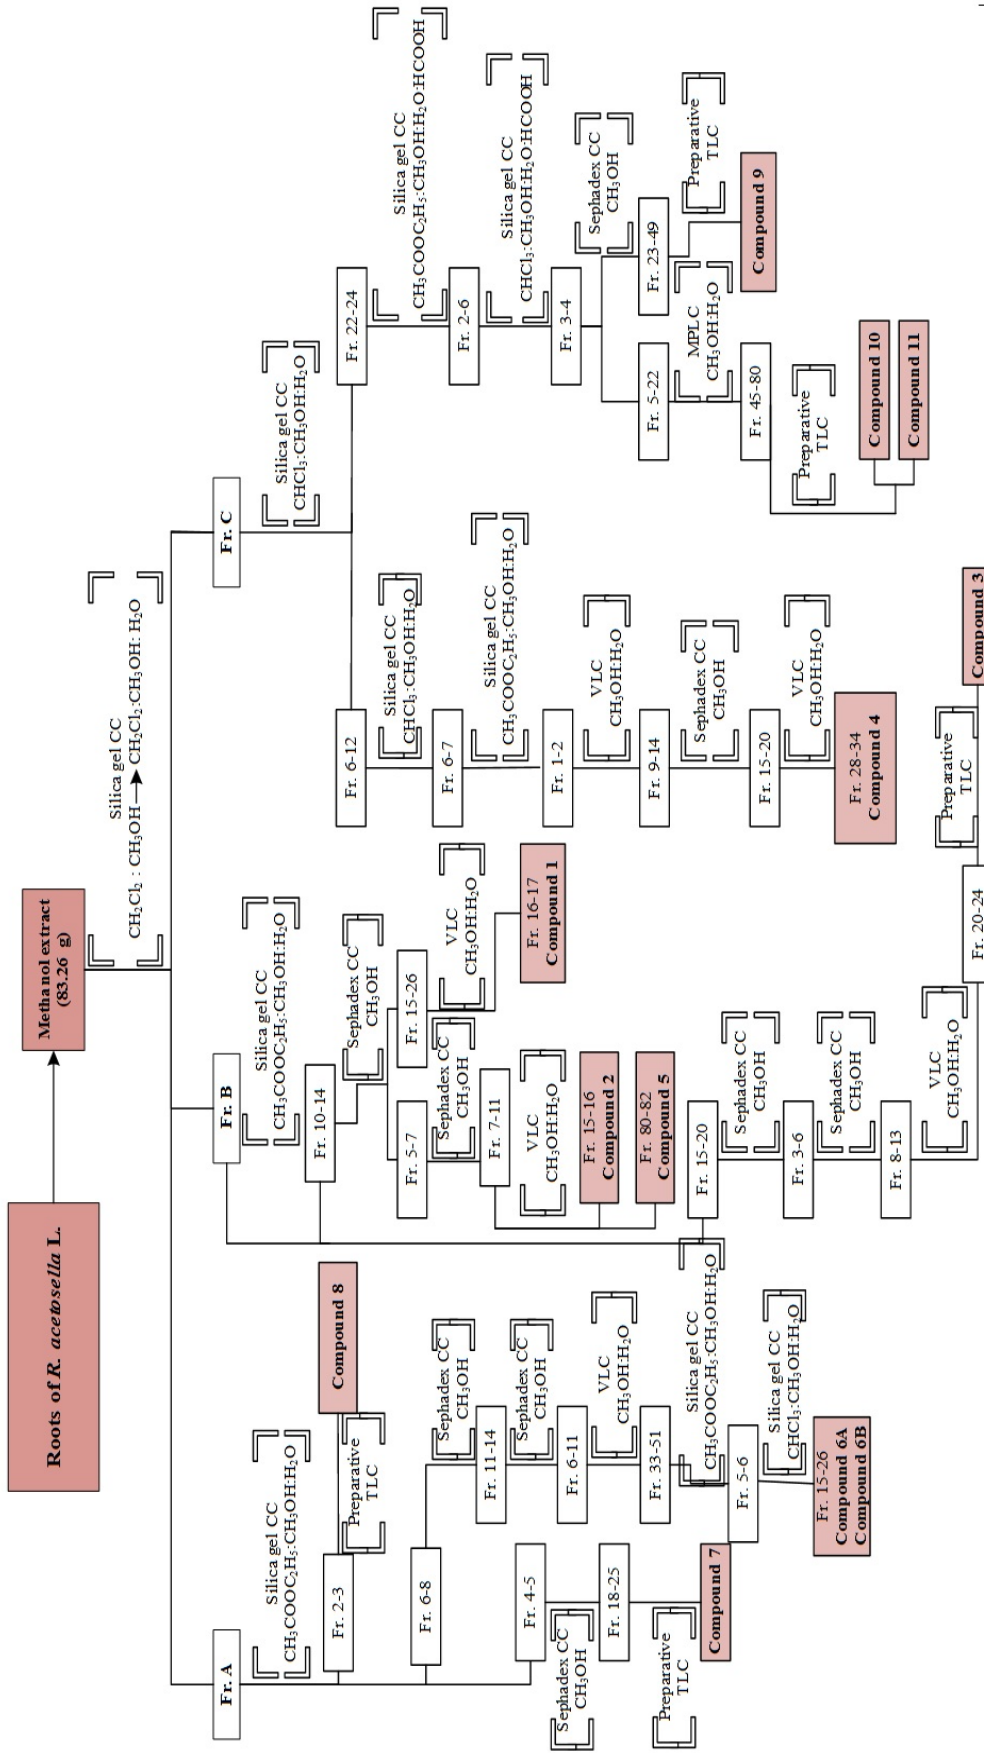 Roots of R. acetosella L.
Methanol extract
(83.26 g)
Silica gel CC
CH₂Cl₂ : CH₃OH → CH₂Cl₂:CH₃OH: H₂O
Fr. A
Silica gel CC
CH₃COOC₂H₅:CH₃OH:H₂O
Fr. 2-3
Preparative
TLC
Compound 8
Fr. 6-8
Sephadex CC
CH₃OH
Fr. 11-14
Sephadex CC
CH₃OH
Fr. 6-11
VLC
CH₃OH:H₂O
Fr. 33-51
Silica gel CC
CH₃COOC₂H₅:CH₃OH:H₂O
Fr. 5-6
Silica gel CC
CHCl₃:CH₃OH:H₂O
Fr. 15-26
Compound 6A
Compound 6B
Fr. 4-5
Sephadex CC
CH₃OH
Fr. 18-25
Preparative
TLC
Compound 7
Fr. B
Silica gel CC
CH₃COOC₂H₅:CH₃OH:H₂O
Fr. 10-14
Sephadex CC
CH₃OH
Fr. 5-7
Sephadex CC
CH₃OH
Fr. 7-11
VLC
CH₃OH:H₂O
Fr. 15-16
Compound 2
Fr. 80-82
Compound 5
Fr. 15-26
VLC
CH₃OH:H₂O
Fr. 16-17
Compound 1
Fr. 15-20
Sephadex CC
CH₃OH
Fr. 3-6
Sephadex CC
CH₃OH
Fr. 8-13
VLC
CH₃OH:H₂O
Fr. 20-24
Preparative
TLC
Compound 3
Fr. C
Silica gel CC
CHCl₃:CH₃OH:H₂O
Fr. 6-12
Silica gel CC
CHCl₃:CH₃OH:H₂O
Fr. 6-7
Silica gel CC
CH₃COOC₂H₅:CH₃OH:H₂O
Fr. 1-2
VLC
CH₃OH:H₂O
Fr. 9-14
Sephadex CC
CH₃OH
Fr. 15-20
VLC
CH₃OH:H₂O
Fr. 28-34
Compound 4
Fr. 22-24
Silica gel CC
CH₃COOC₂H₅:CH₃OH:H₂O:HCOOH
Fr. 2-6
Silica gel CC
CHCl₃:CH₃OH:H₂O:HCOOH
Fr. 3-4
Sephadex CC
CH₃OH
Fr. 5-22
MPLC
CH₃OH:H₂O
Fr. 45-80
Preparative
TLC
Compound 10
Compound 11
Fr. 23-49
Preparative
TLC
Compound 9